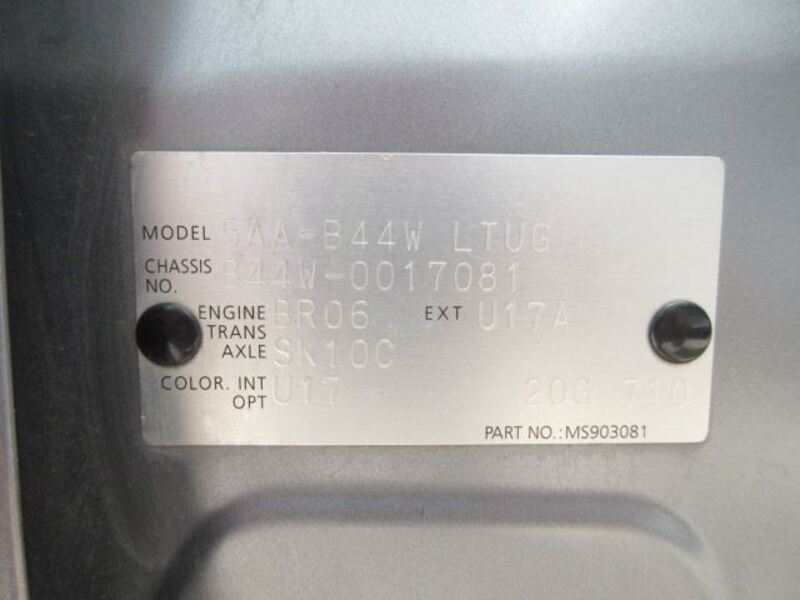 MODEL 5AA-B44W LTUG
CHASSIS NO. B44W-0017081
ENGINE BR06 EXT U17A
TRANS AXLE SK10C
COLOR. INT OPT U17 20G 710
PART NO.: MS903081